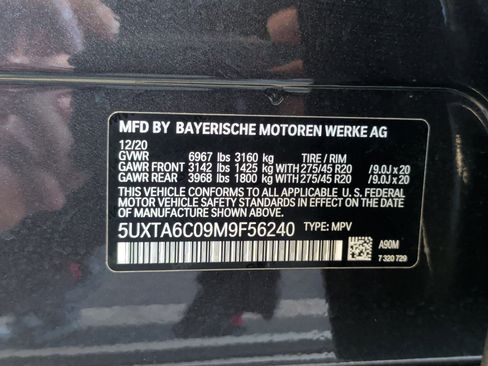 MFD BY BAYERISCHE MOTOREN WERKE AG
12/20
GVWR 6967 lbs 3160 kg TIRE / RIM
GAWR FRONT 3142 lbs 1425 kg WITH 275/45 R20 /9.0J x 20
GAWR REAR 3968 lbs 1800 kg WITH 275/45 R20 /9.0J x 20
THIS VEHICLE CONFORMS TO ALL APPLICABLE U. S. FEDERAL
MOTOR VEHICLE SAFETY STANDARDS IN EFFECT ON THE
DATE OF MANUFACTURE SHOWN ABOVE.
5UXTA6C09M9F56240 TYPE: MPV
A90M
7 320 729